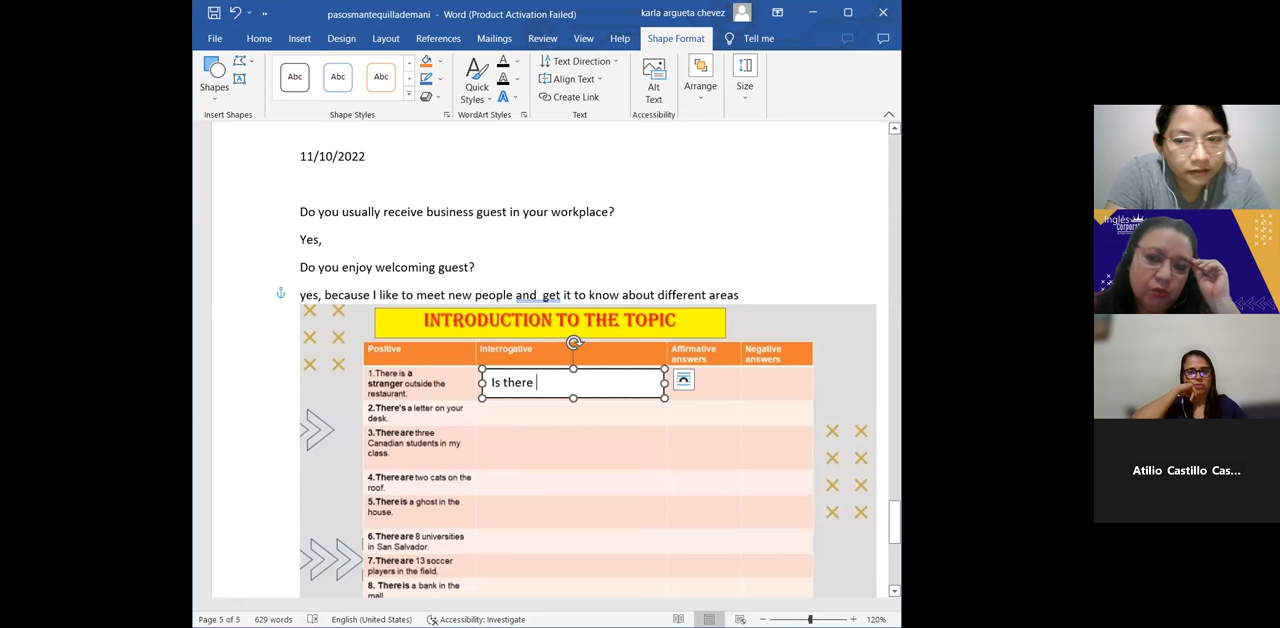 pasosmantequillademani - Word (Product Activation Failed)
karla argueta chevez
File Home Insert Design Layout References Mailings Review View Help Shape Format Tell me
Shapes
Abc Abc Abc
Quick Styles
Text Direction
Align Text
Create Link
Alt Text
Arrange
Size
Insert Shapes Shape Styles WordArt Styles Text Accessibility
11/10/2022
Do you usually receive business guest in your workplace?
Yes,
Do you enjoy welcoming guest?
yes, because I like to meet new people and get it to know about different areas
INTRODUCTION TO THE TOPIC
Positive Interrogative Affirmative answers Negative answers
1.There is a
stranger outside the
restaurant.
Is there
2.There's a letter on your
desk.
3.There are three
Canadian students in my
class.
4.There are two cats on the
roof.
5.There is a ghost in the
house.
6.There are 8 universities
in San Salvador.
7.There are 13 soccer
players in the field.
8. There is a bank in the
mall
Page 5 of 5 629 words English (United States) Accessibility: Investigate 120%
Inglés
Corporativo
Atilio Castillo Cas...